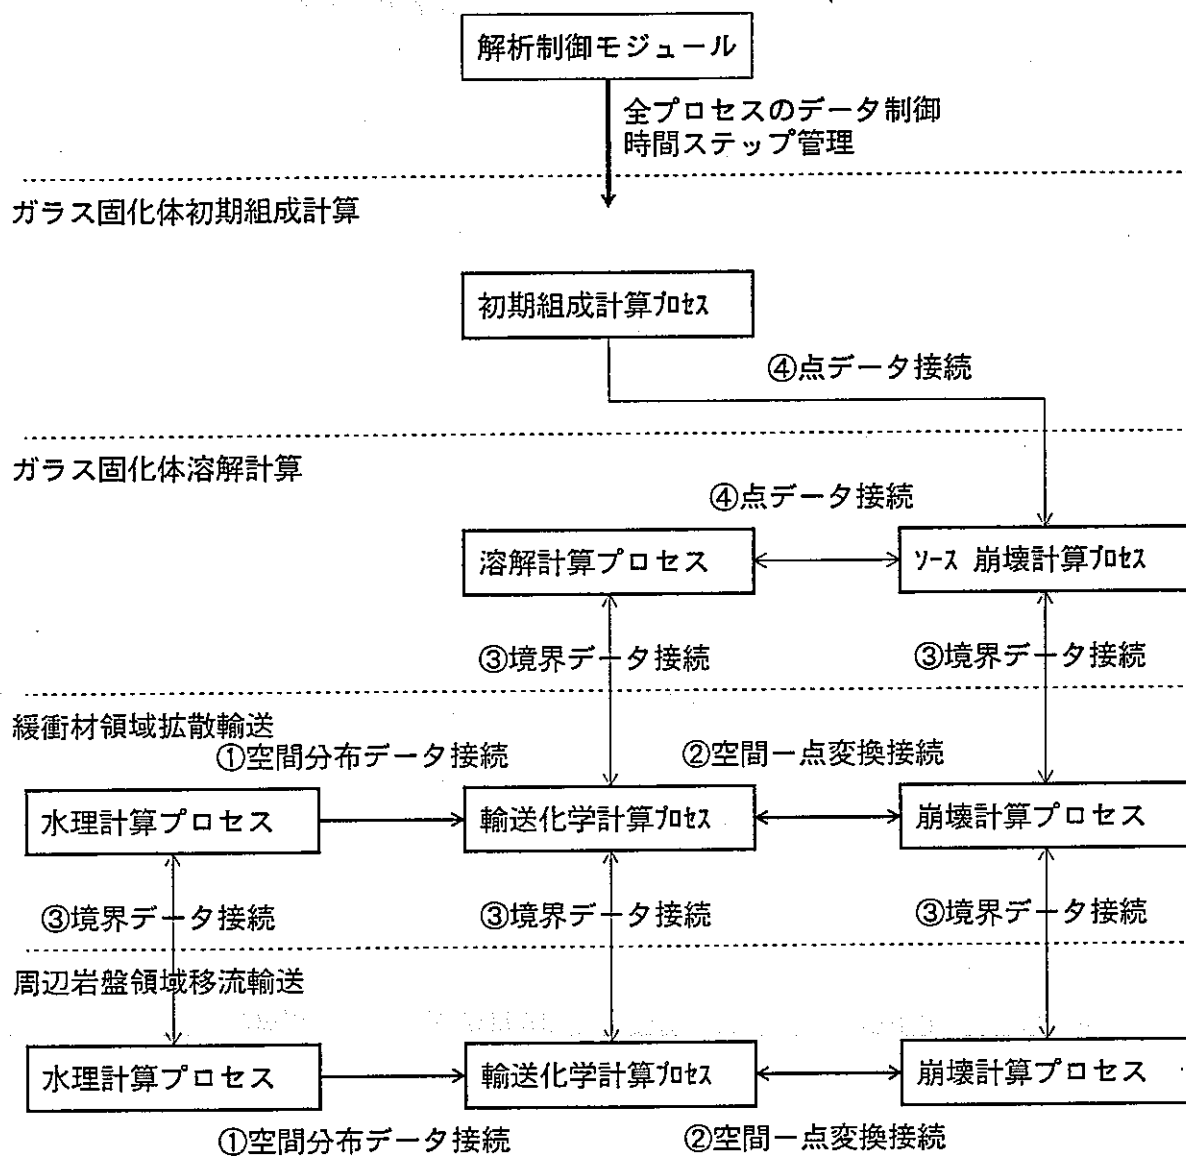 解析制御モジュール
全プロセスのデータ制御
時間ステップ管理
ガラス固化体初期組成計算
初期組成計算プロセス
④点データ接続
ガラス固化体溶解計算
④点データ接続
溶解計算プロセス
ソース 崩壊計算プロセス
③境界データ接続
③境界データ接続
緩衝材領域拡散輸送
①空間分布データ接続
②空間一点変換接続
水理計算プロセス
輸送化学計算プロセス
崩壊計算プロセス
③境界データ接続
③境界データ接続
③境界データ接続
周辺岩盤領域移流輸送
水理計算プロセス
輸送化学計算プロセス
崩壊計算プロセス
①空間分布データ接続
②空間一点変換接続